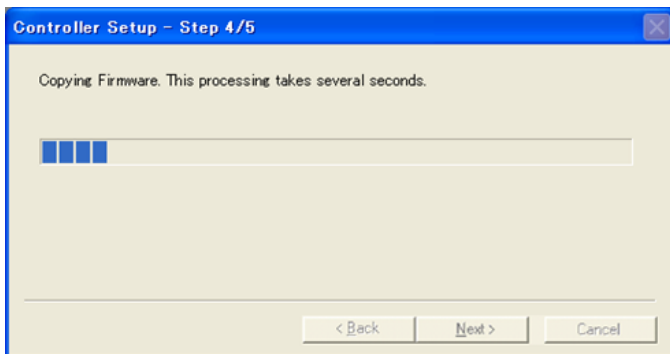 Controller Setup - Step 4/5
Copying Firmware. This processing takes several seconds.
< Back
Next >
Cancel